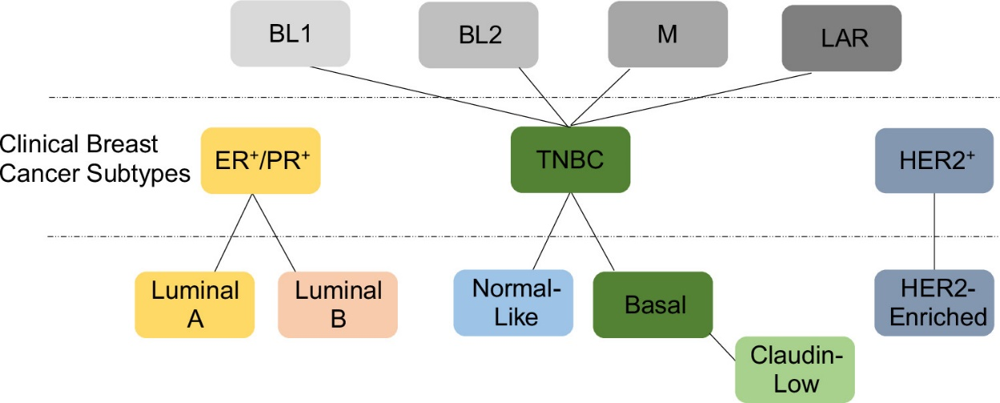 BL1
BL2
M
LAR
Clinical Breast
Cancer Subtypes
ER⁺/PR⁺
TNBC
HER2⁺
Luminal
A
Luminal
B
Normal-
Like
Basal
HER2-
Enriched
Claudin-
Low